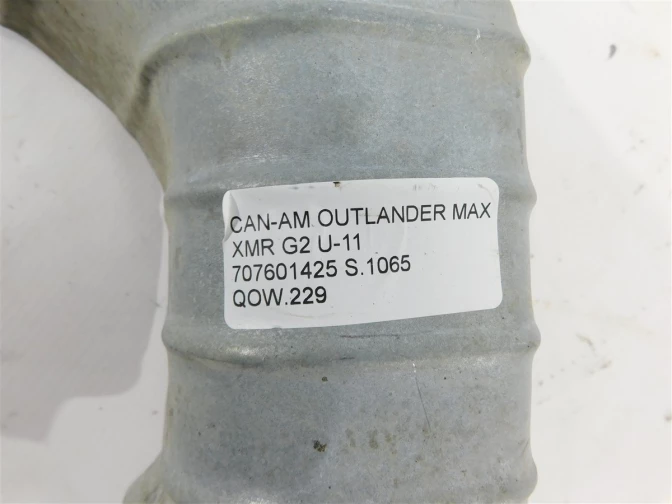 CAN-AM OUTLANDER MAX
XMR G2 U-11
707601425 S.1065
QOW.229